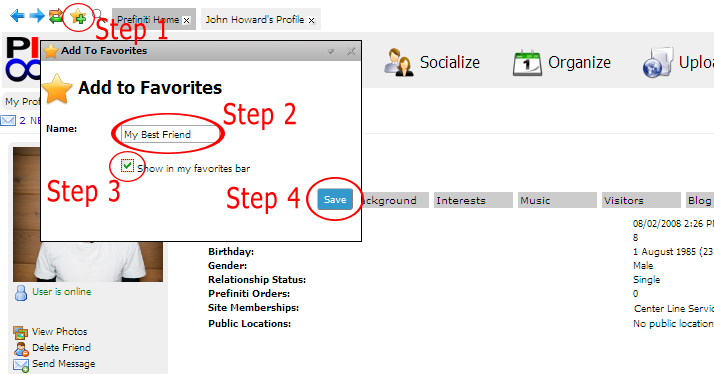 Step 1
Prefiniti Home x
John Howard's Profile x
Add To Favorites
Socialize
Organize
Add to Favorites
My Prof
2 NE
Name:
My Best Friend
Step 2
Show in my favorites bar
Step 3
Step 4
Save
ckground
Interests
Music
Visitors
Blog
08/02/2008 2:26 PM
8
Birthday:
1 August 1985 (23
Gender:
Male
Relationship Status:
Single
Prefiniti Orders:
0
Site Memberships:
Center Line Servic
Public Locations:
No public location
User is online
View Photos
Delete Friend
Send Message